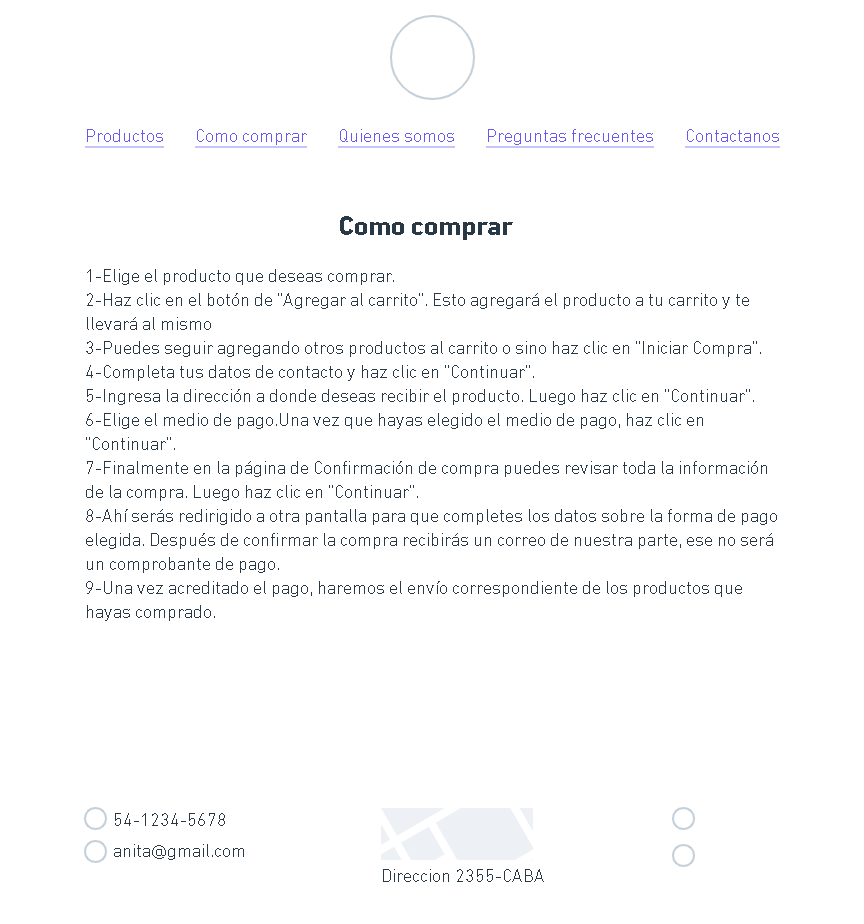 Productos Como comprar Quienes somos Preguntas frecuentes Contactanos
Como comprar
1-Elige el producto que deseas comprar.
2-Haz clic en el botón de "Agregar al carrito". Esto agregará el producto a tu carrito y te
llevará al mismo
3-Puedes seguir agregando otros productos al carrito o sino haz clic en "Iniciar Compra".
4-Completa tus datos de contacto y haz clic en "Continuar".
5-Ingresa la dirección a donde deseas recibir el producto. Luego haz clic en "Continuar".
6-Elige el medio de pago.Una vez que hayas elegido el medio de pago, haz clic en
"Continuar".
7-Finalmente en la página de Confirmación de compra puedes revisar toda la información
de la compra. Luego haz clic en "Continuar".
8-Ahí serás redirigido a otra pantalla para que completes los datos sobre la forma de pago
elegida. Después de confirmar la compra recibirás un correo de nuestra parte, ese no será
un comprobante de pago.
9-Una vez acreditado el pago, haremos el envío correspondiente de los productos que
hayas comprado.
54-1234-5678
anita@gmail.com
Direccion 2355-CABA